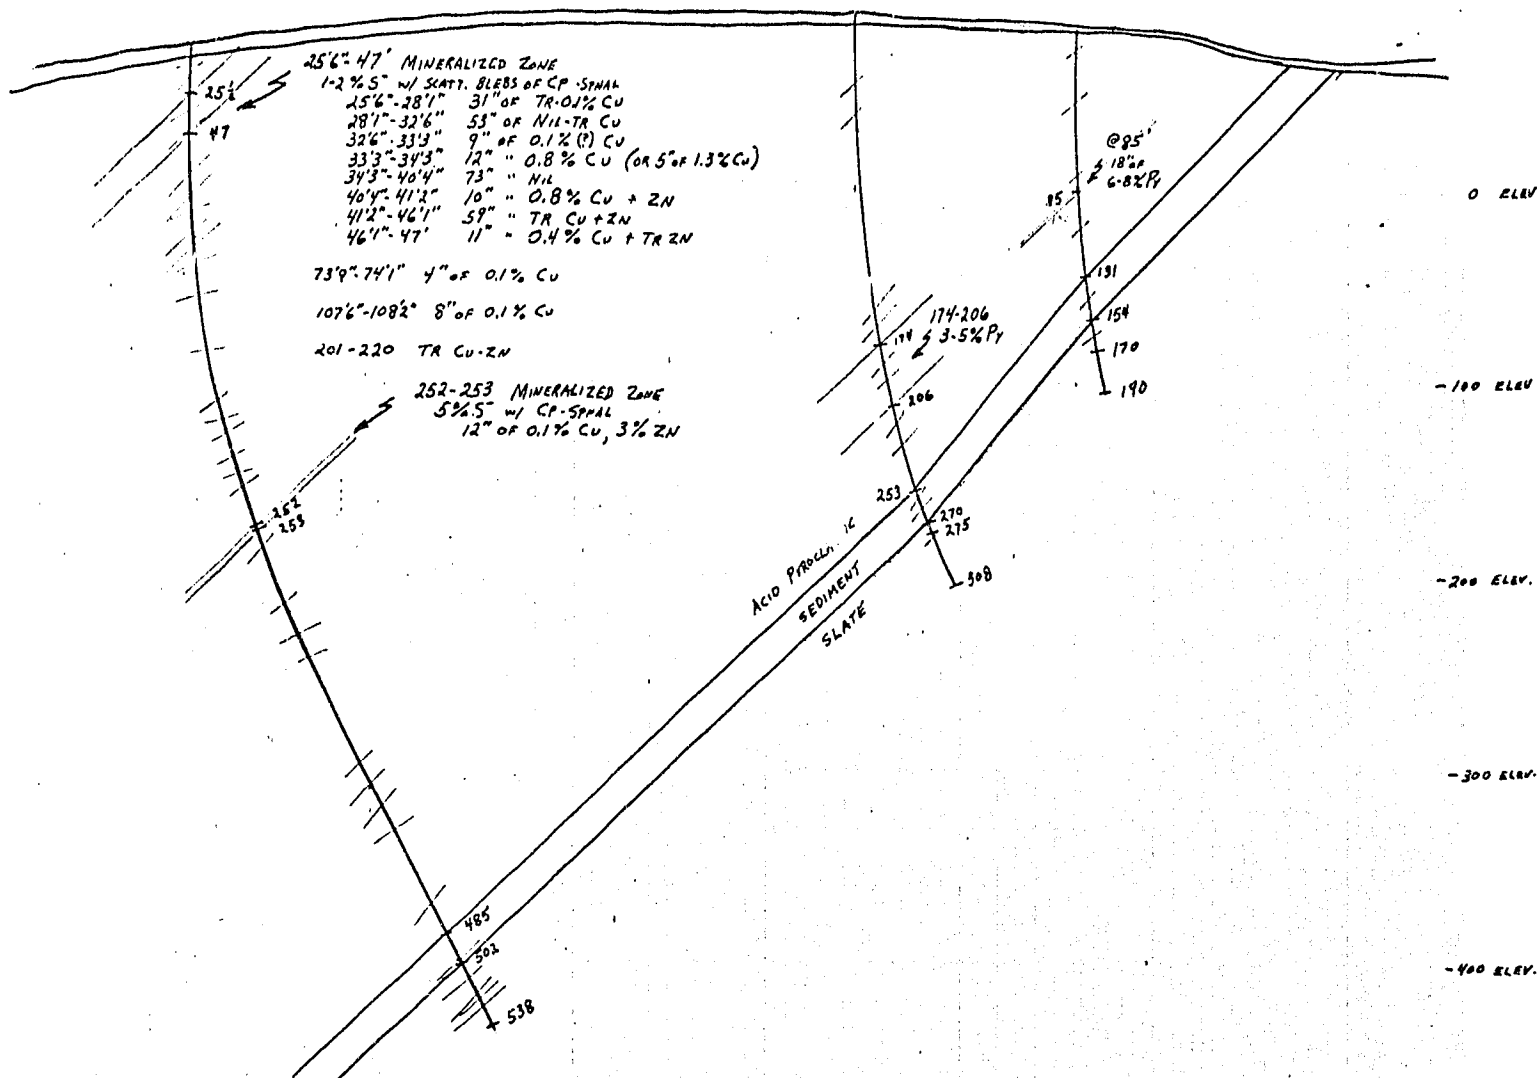 25'6"-47' MINERALIZED ZONE
1-2%S= w/ SCATT. BLEBS OF CP-SPHAL
25'6"-28'1" 31" OF TR-0.1% CU
28'1"-32'6" 53" OF NIL-TR CU
32'6"-33'3" 9" OF 0.1% (?) CU
33'3"-34'3" 12" " 0.8% CU (OR 5" OF 1.3% CU)
34'3"-40'4" 73" " NIL
40'4"-41'2" 10" " 0.8% CU + ZN
41'2"-46'1" 59" " TR CU + ZN
46'1"-47' 11" " 0.4% CU + TR ZN
73'9"-74'1" 4" OF 0.1% CU
107'6"-108'2" 8" OF 0.1% CU
201-220 TR CU-ZN
252-253 MINERALIZED ZONE
5%S= w/ CP-SPHAL
12" OF 0.1% CU, 3% ZN
25½
47
252
253
485
502
538
174-206
3-5% PY
174
206
253
270
275
308
@85'
18" OF
6-8% PY
85
131
154
170
190
ACID PYROCLASTIC
SEDIMENT
SLATE
0 ELEV
-100 ELEV
-200 ELEV.
-300 ELEV.
-400 ELEV.